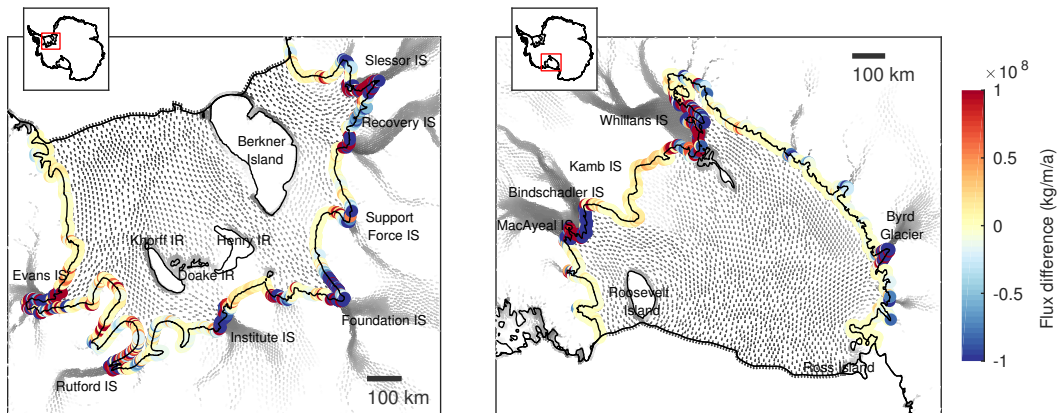 Slessor IS
Recovery IS
Berkner
Island
Support
Force IS
Khorff IR
Henry IR
Doake IR
Evans IS
Foundation IS
Institute IS
Rutford IS
100 km
100 km
Whillans IS
Kamb IS
Bindschadler IS
MacAyeal IS
Byrd
Glacier
Roosevelt
Island
Ross Island
×10^8
1
0.5
0
-0.5
-1
Flux difference (kg/m/a)